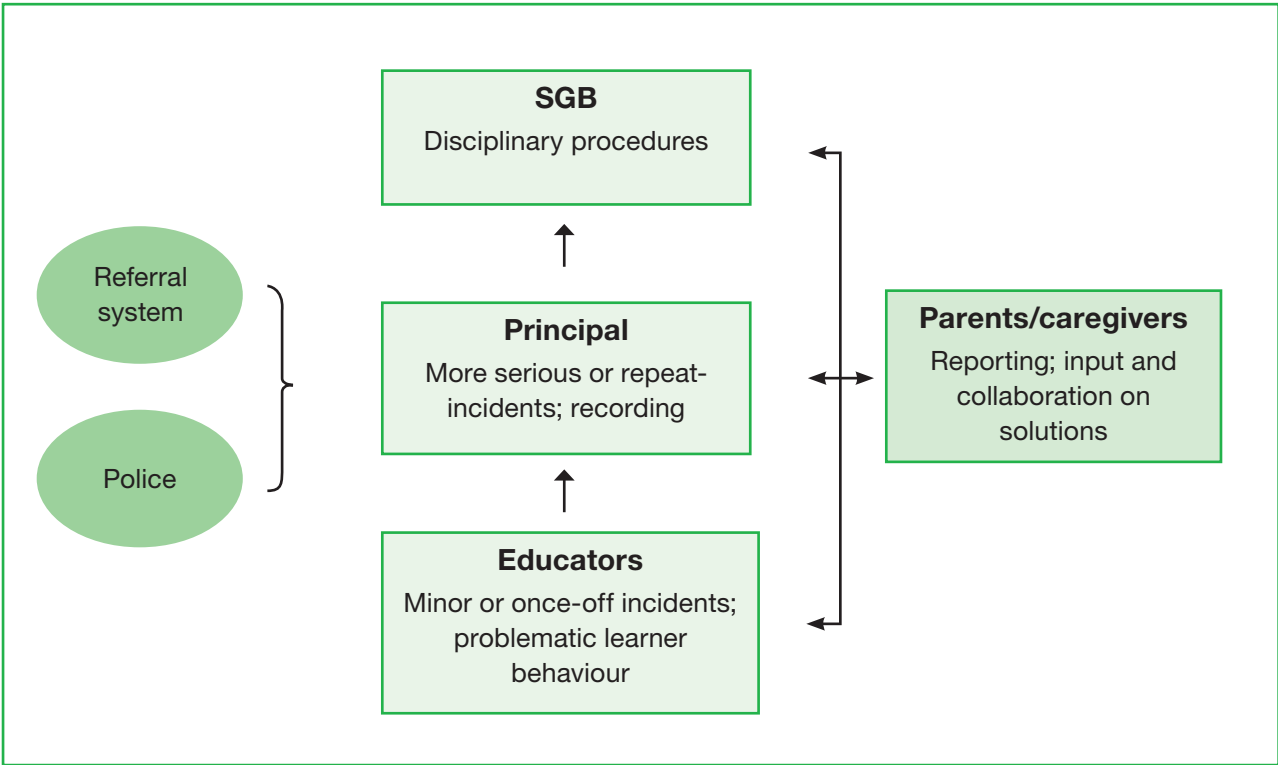 SGB
Disciplinary procedures
Referral
system
Principal
More serious or repeat-
incidents; recording
Parents/caregivers
Reporting; input and
collaboration on
solutions
Police
Educators
Minor or once-off incidents;
problematic learner
behaviour